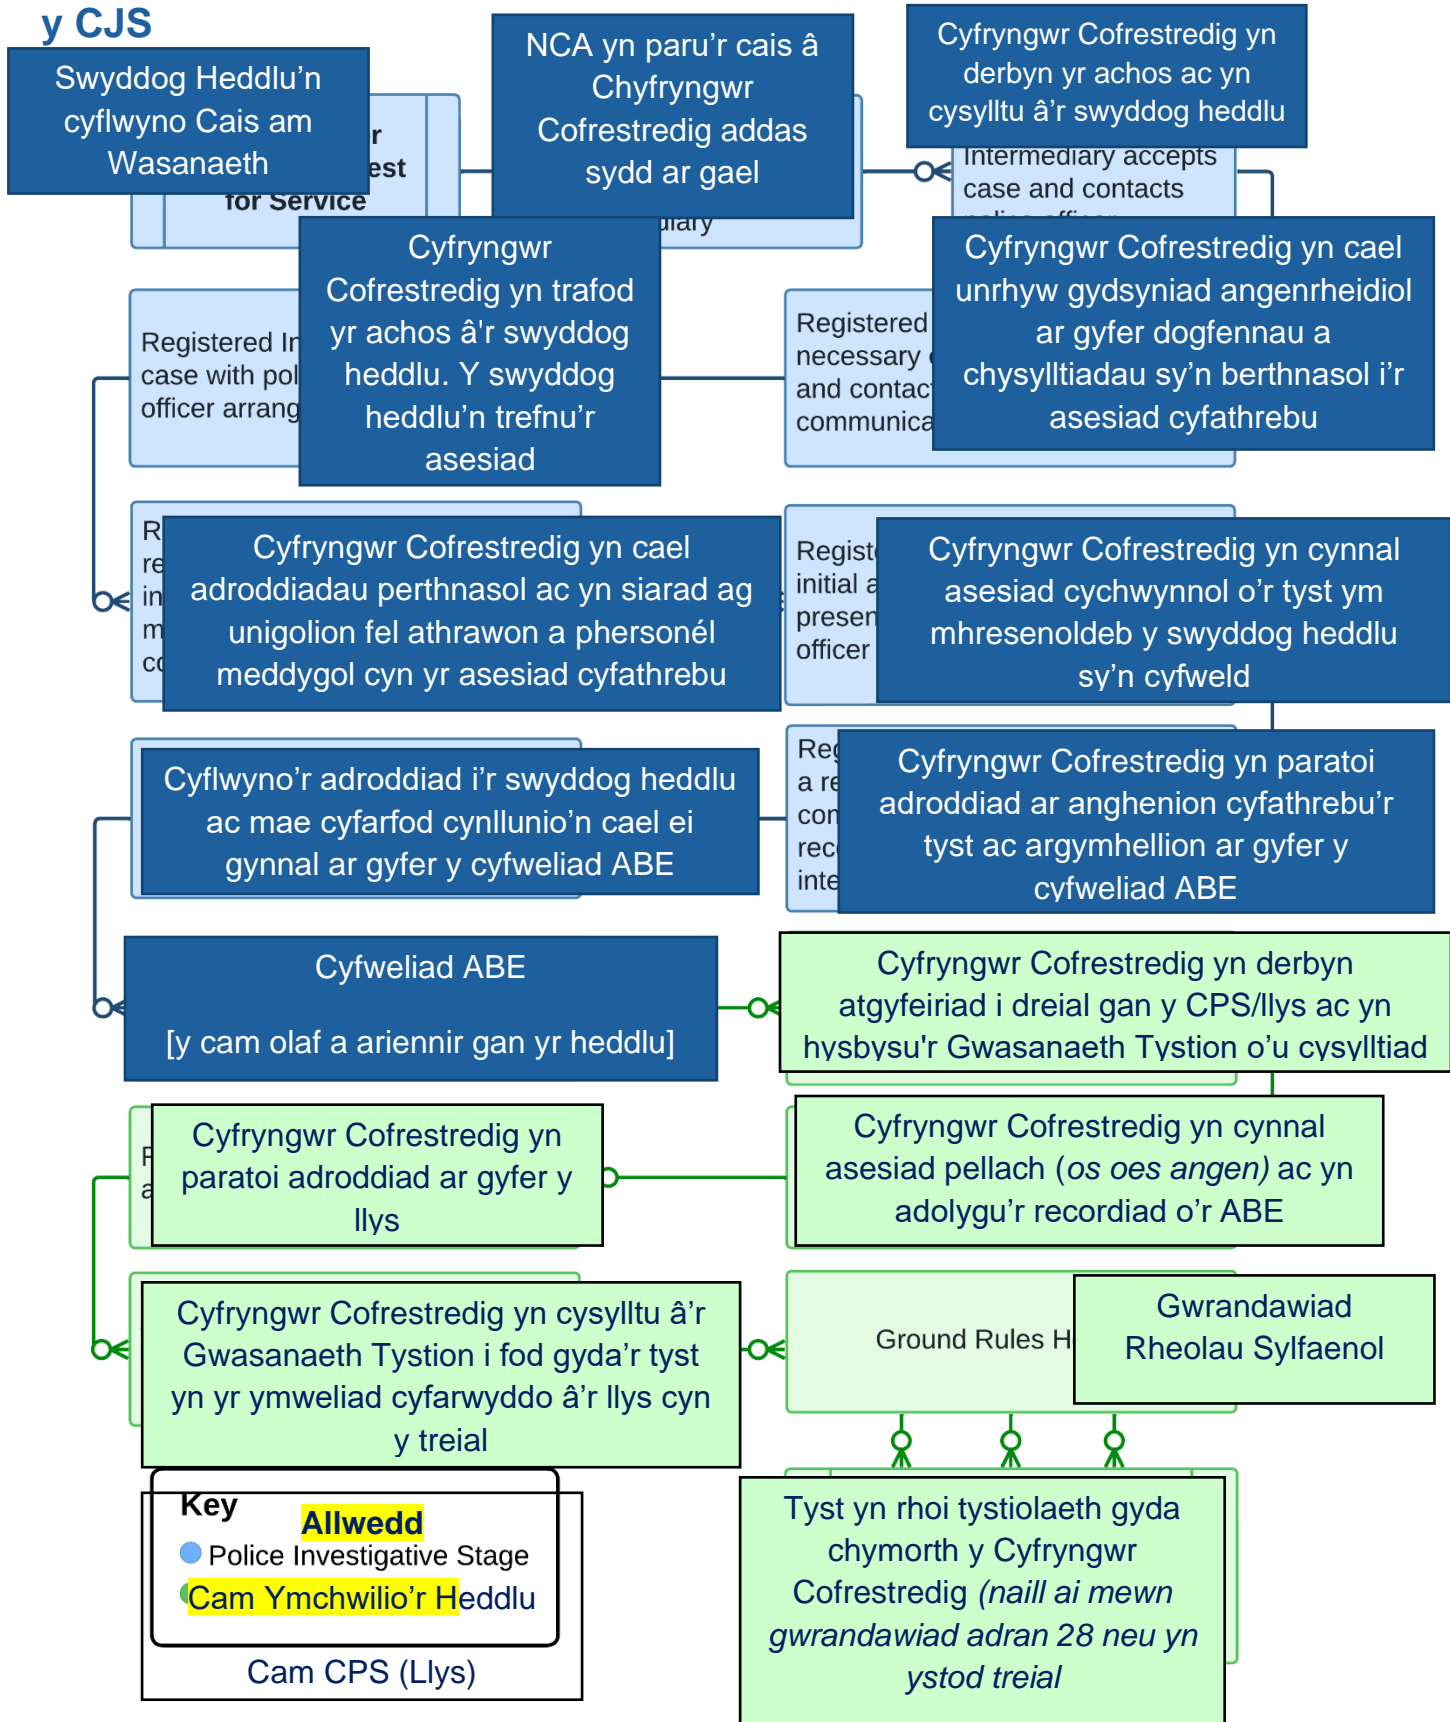 y CJS
Swyddog Heddlu’n
cyflwyno Cais am
Wasanaeth
for Service
NCA yn paru’r cais â
Chyfryngwr
Cofrestredig addas
sydd ar gael
Cyfryngwr Cofrestredig yn
derbyn yr achos ac yn
cysylltu â’r swyddog heddlu
Intermediary accepts
case and contacts
Cyfryngwr
Cofrestredig yn trafod
yr achos â'r swyddog
heddlu. Y swyddog
heddlu’n trefnu’r
asesiad
Registered
case with
officer
Cyfryngwr Cofrestredig yn cael
unrhyw gydsyniad angenrheidiol
ar gyfer dogfennau a
chysylltiadau sy’n berthnasol i’r
asesiad cyfathrebu
Registered
necessary
and
Cyfryngwr Cofrestredig yn cael
adroddiadau perthnasol ac yn siarad ag
unigolion fel athrawon a phersonél
meddygol cyn yr asesiad cyfathrebu
Cyfryngwr Cofrestredig yn cynnal
asesiad cychwynnol o’r tyst ym
mhresenoldeb y swyddog heddlu
sy’n cyfweld
initial
officer
Cyflwyno’r adroddiad i’r swyddog heddlu
ac mae cyfarfod cynllunio’n cael ei
gynnal ar gyfer y cyfweliad ABE
Cyfryngwr Cofrestredig yn paratoi
adroddiad ar anghenion cyfathrebu’r
tyst ac argymhellion ar gyfer y
cyfweliad ABE
Cyfweliad ABE
[y cam olaf a ariennir gan yr heddlu]
Cyfryngwr Cofrestredig yn derbyn
atgyfeiriad i dreial gan y CPS/llys ac yn
hysbysu'r Gwasanaeth Tystion o’u cysylltiad
Cyfryngwr Cofrestredig yn
paratoi adroddiad ar gyfer y
llys
Cyfryngwr Cofrestredig yn cynnal
asesiad pellach (os oes angen) ac yn
adolygu’r recordiad o’r ABE
Cyfryngwr Cofrestredig yn cysylltu â’r
Gwasanaeth Tystion i fod gyda’r tyst
yn yr ymweliad cyfarwyddo â’r llys cyn
y treial
Ground Rules
Gwrandawiad
Rheolau Sylfaenol
Tyst yn rhoi tystiolaeth gyda
chymorth y Cyfryngwr
Cofrestredig (naill ai mewn
gwrandawiad adran 28 neu yn
ystod treial
Key
Allwedd
Police Investigative Stage
Cam Ymchwilio’r Heddlu
Cam CPS (Llys)